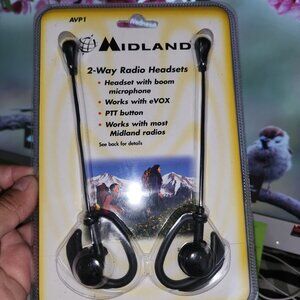 AVP1
MIDLAND
2-Way Radio Headsets
• Headset with boom
microphone
• Works with eVOX
• PTT button
• Works with most
Midland radios
See back for details